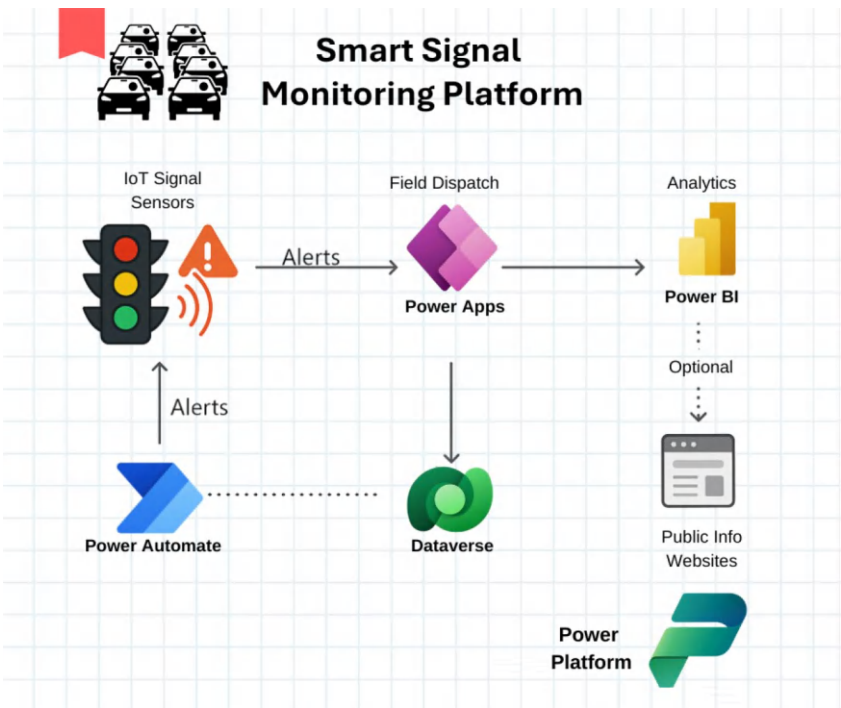 Smart Signal
Monitoring Platform
IoT Signal
Sensors
Field Dispatch
Analytics
Alerts
Power Apps
Power BI
Optional
Alerts
Power Automate
Dataverse
Public Info
Websites
Power
Platform